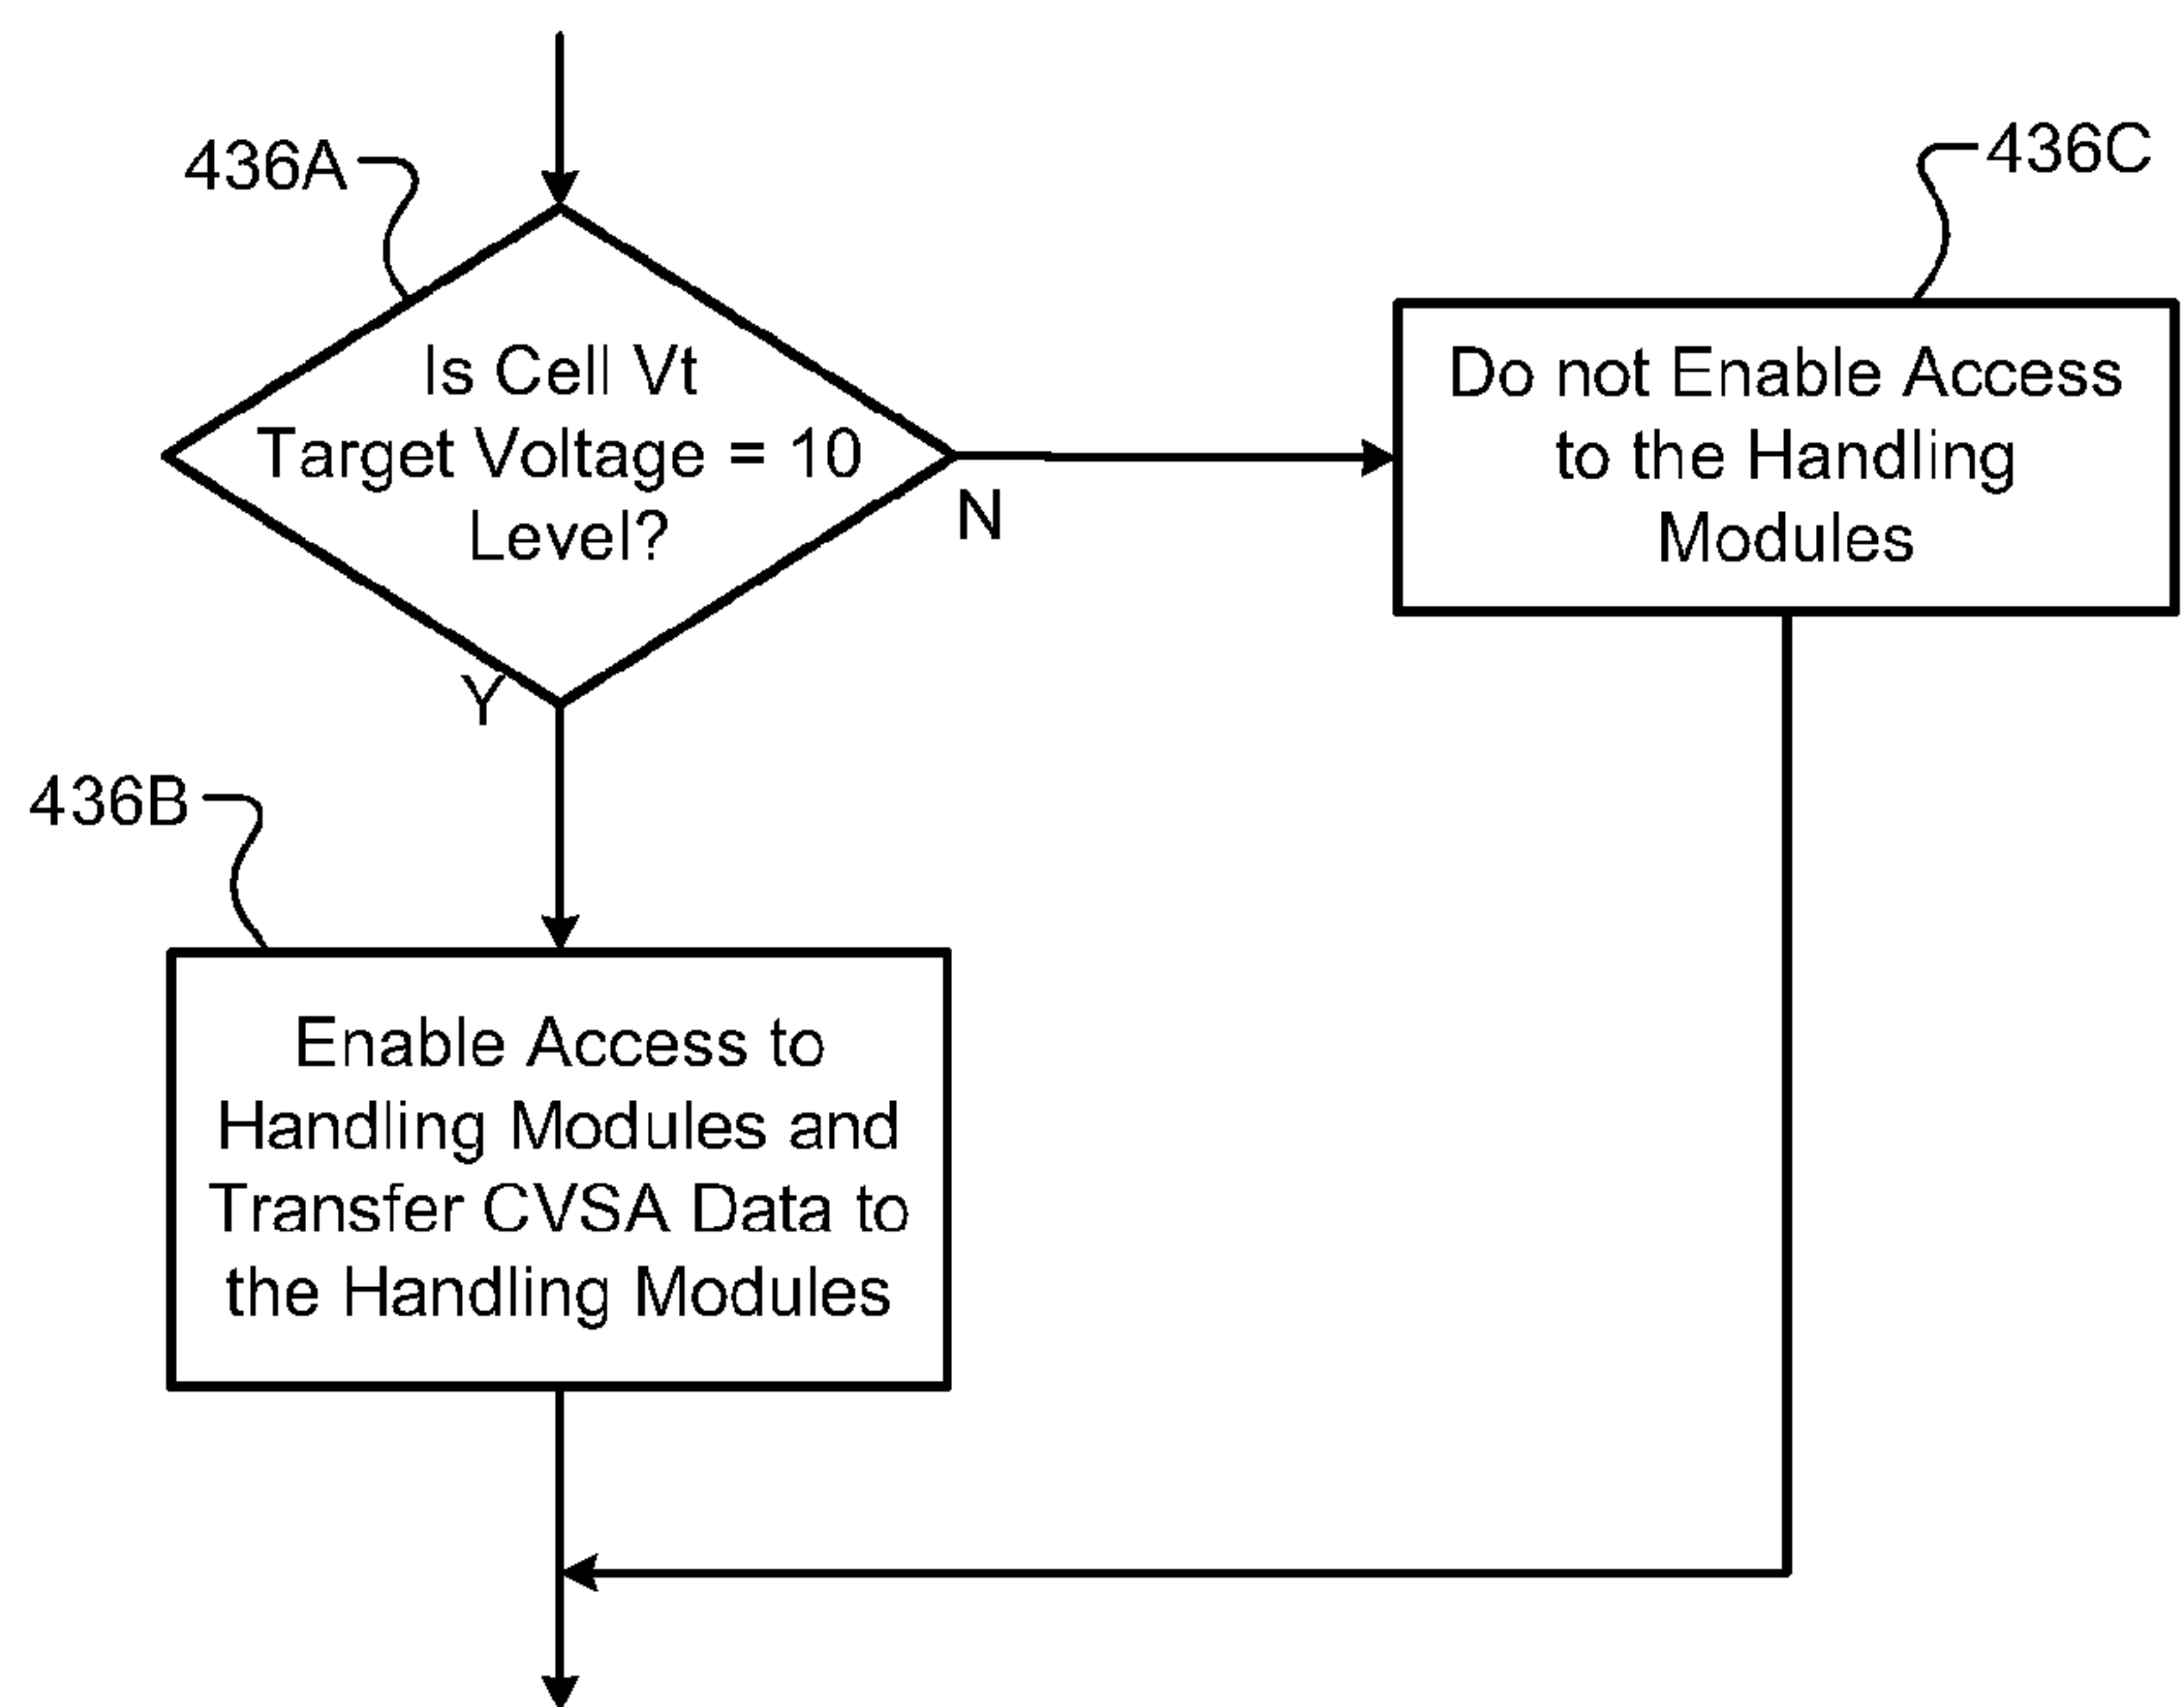 436A
Is Cell Vt
Target Voltage = 10
Level?
N
Y
436C
Do not Enable Access
to the Handling
Modules
436B
Enable Access to
Handling Modules and
Transfer CVSA Data to
the Handling Modules